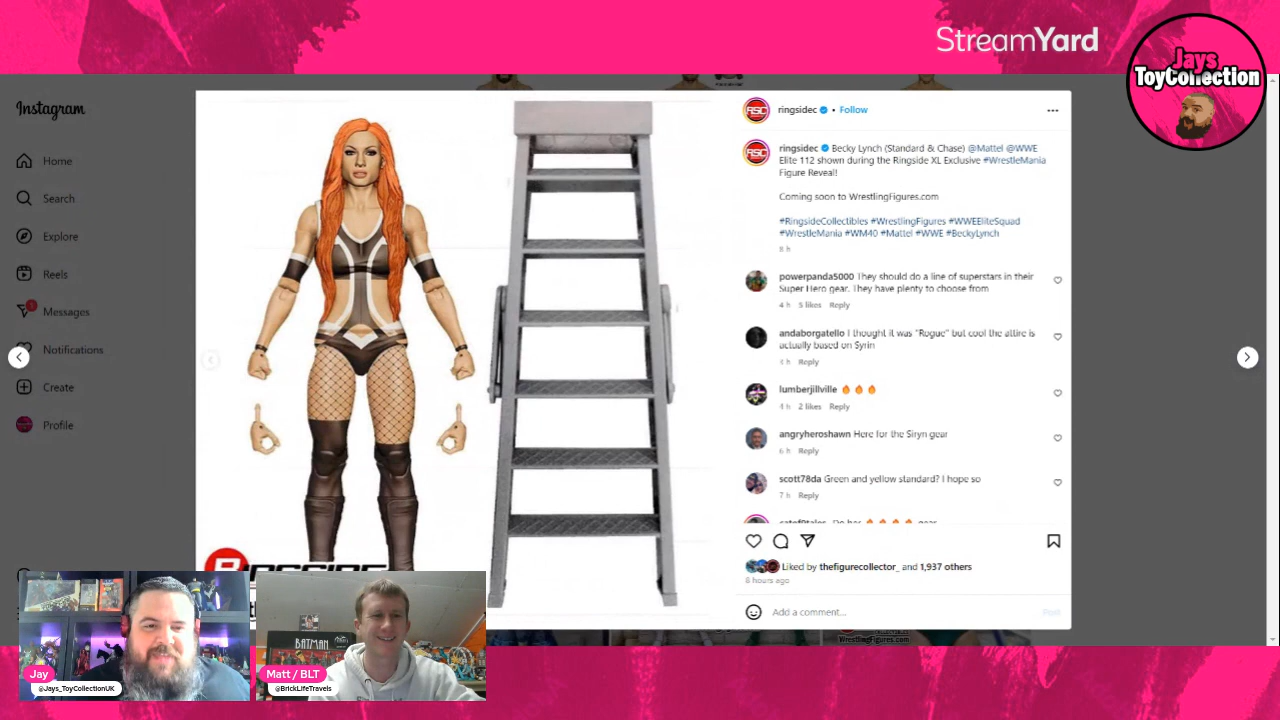 StreamYard
Jays
ToyCollection
Instagram
Home
Search
Explore
Reels
Messages
Notifications
Create
Profile
ringsidec • Follow
ringsidec Becky Lynch (Standard & Chase) @Mattel @WWE
Elite 112 shown during the Ringside XL Exclusive #WrestleMania
Figure Reveal!
Coming soon to WrestlingFigures.com
#RingsideCollectibles #WrestlingFigures #WWEEliteSquad
#WrestleMania #WM40 #Mattel #WWE #BeckyLynch
8 h
powerpanda5000 They should do a line of superstars in their
Super Hero gear. They have plenty to choose from
4 h 5 likes Reply
andaborgatello I thought it was "Rogue" but cool the attire is
actually based on Syrin
Reply
lumberjillville
4 h 2 likes Reply
angryheroshawn Here for the Siryn gear
6 h Reply
scott78da Green and yellow standard? I hope so
7 h Reply
Liked by thefigurecollector_ and 1,937 others
8 hours ago
Add a comment...
Post
BATMAN
Jay
@Jays_ToyCollectionUK
Matt / BLT
@BrickLifeTravels
WrestlingFigures.com